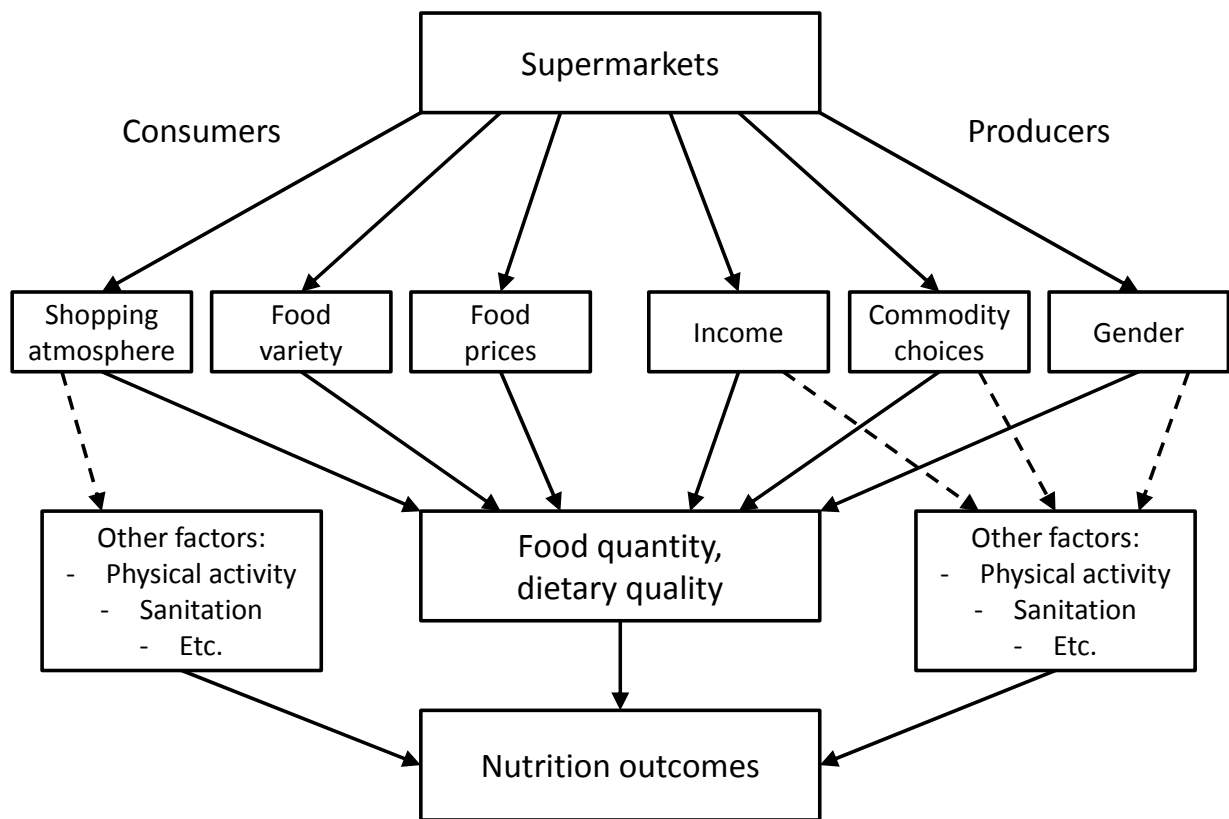 Supermarkets
Consumers
Producers
Shopping
atmosphere
Food
variety
Food
prices
Income
Commodity
choices
Gender
Other factors:
- Physical activity
- Sanitation
- Etc.
Food quantity,
dietary quality
Other factors:
- Physical activity
- Sanitation
- Etc.
Nutrition outcomes